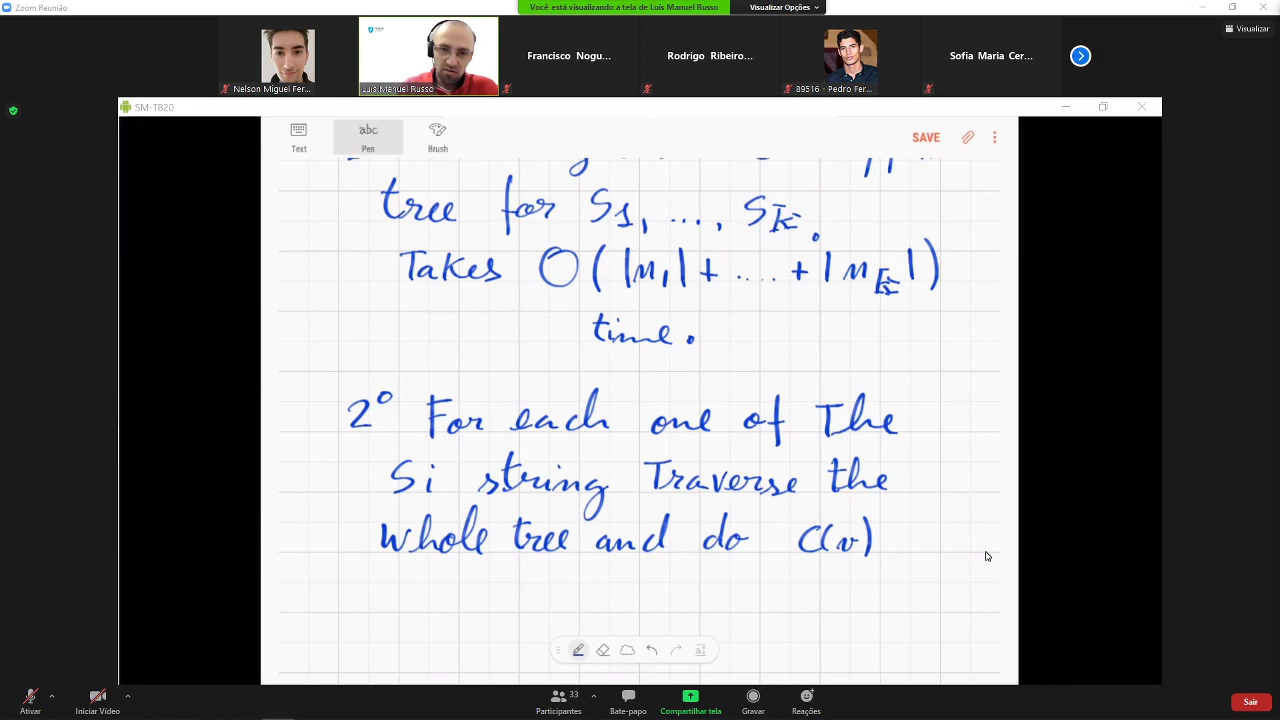 Zoom Reunião
Você está visualizando a tela de Luís Manuel Russo
Visualizar Opções
Visualizar
Nelson Miguel Fer...
Luís Manuel Russo
Francisco Nogu...
Rodrigo Ribeiro...
89516 - Pedro Fer...
Sofia Maria Cer...
SM-T820
Text
abc
Pen
Brush
SAVE
tree for S1, ..., Sk.
Takes O(|n1| + .... + |nk|)
time.
2º For each one of The
Si string Traverse the
whole tree and do C(v)
Ativar
Iniciar Vídeo
33
Participantes
Bate-papo
Compartilhar tela
Gravar
Reações
Sair